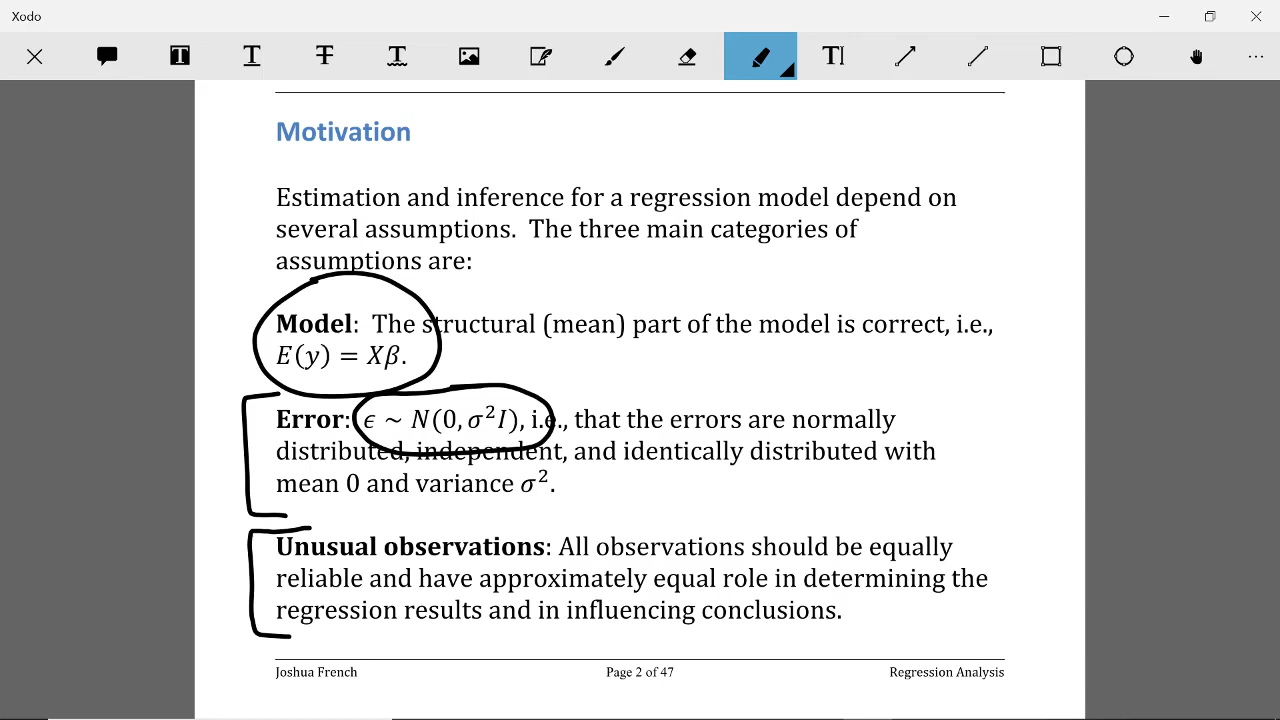 Xodo
Motivation
Estimation and inference for a regression model depend on
several assumptions.  The three main categories of
assumptions are:
Model:  The structural (mean) part of the model is correct, i.e.,
E(y) = Xβ.
Error:  ϵ ~ N(0, σ²I), i.e., that the errors are normally
distributed, independent, and identically distributed with
mean 0 and variance σ².
Unusual observations: All observations should be equally
reliable and have approximately equal role in determining the
regression results and in influencing conclusions.
Joshua French Page 2 of 47 Regression Analysis